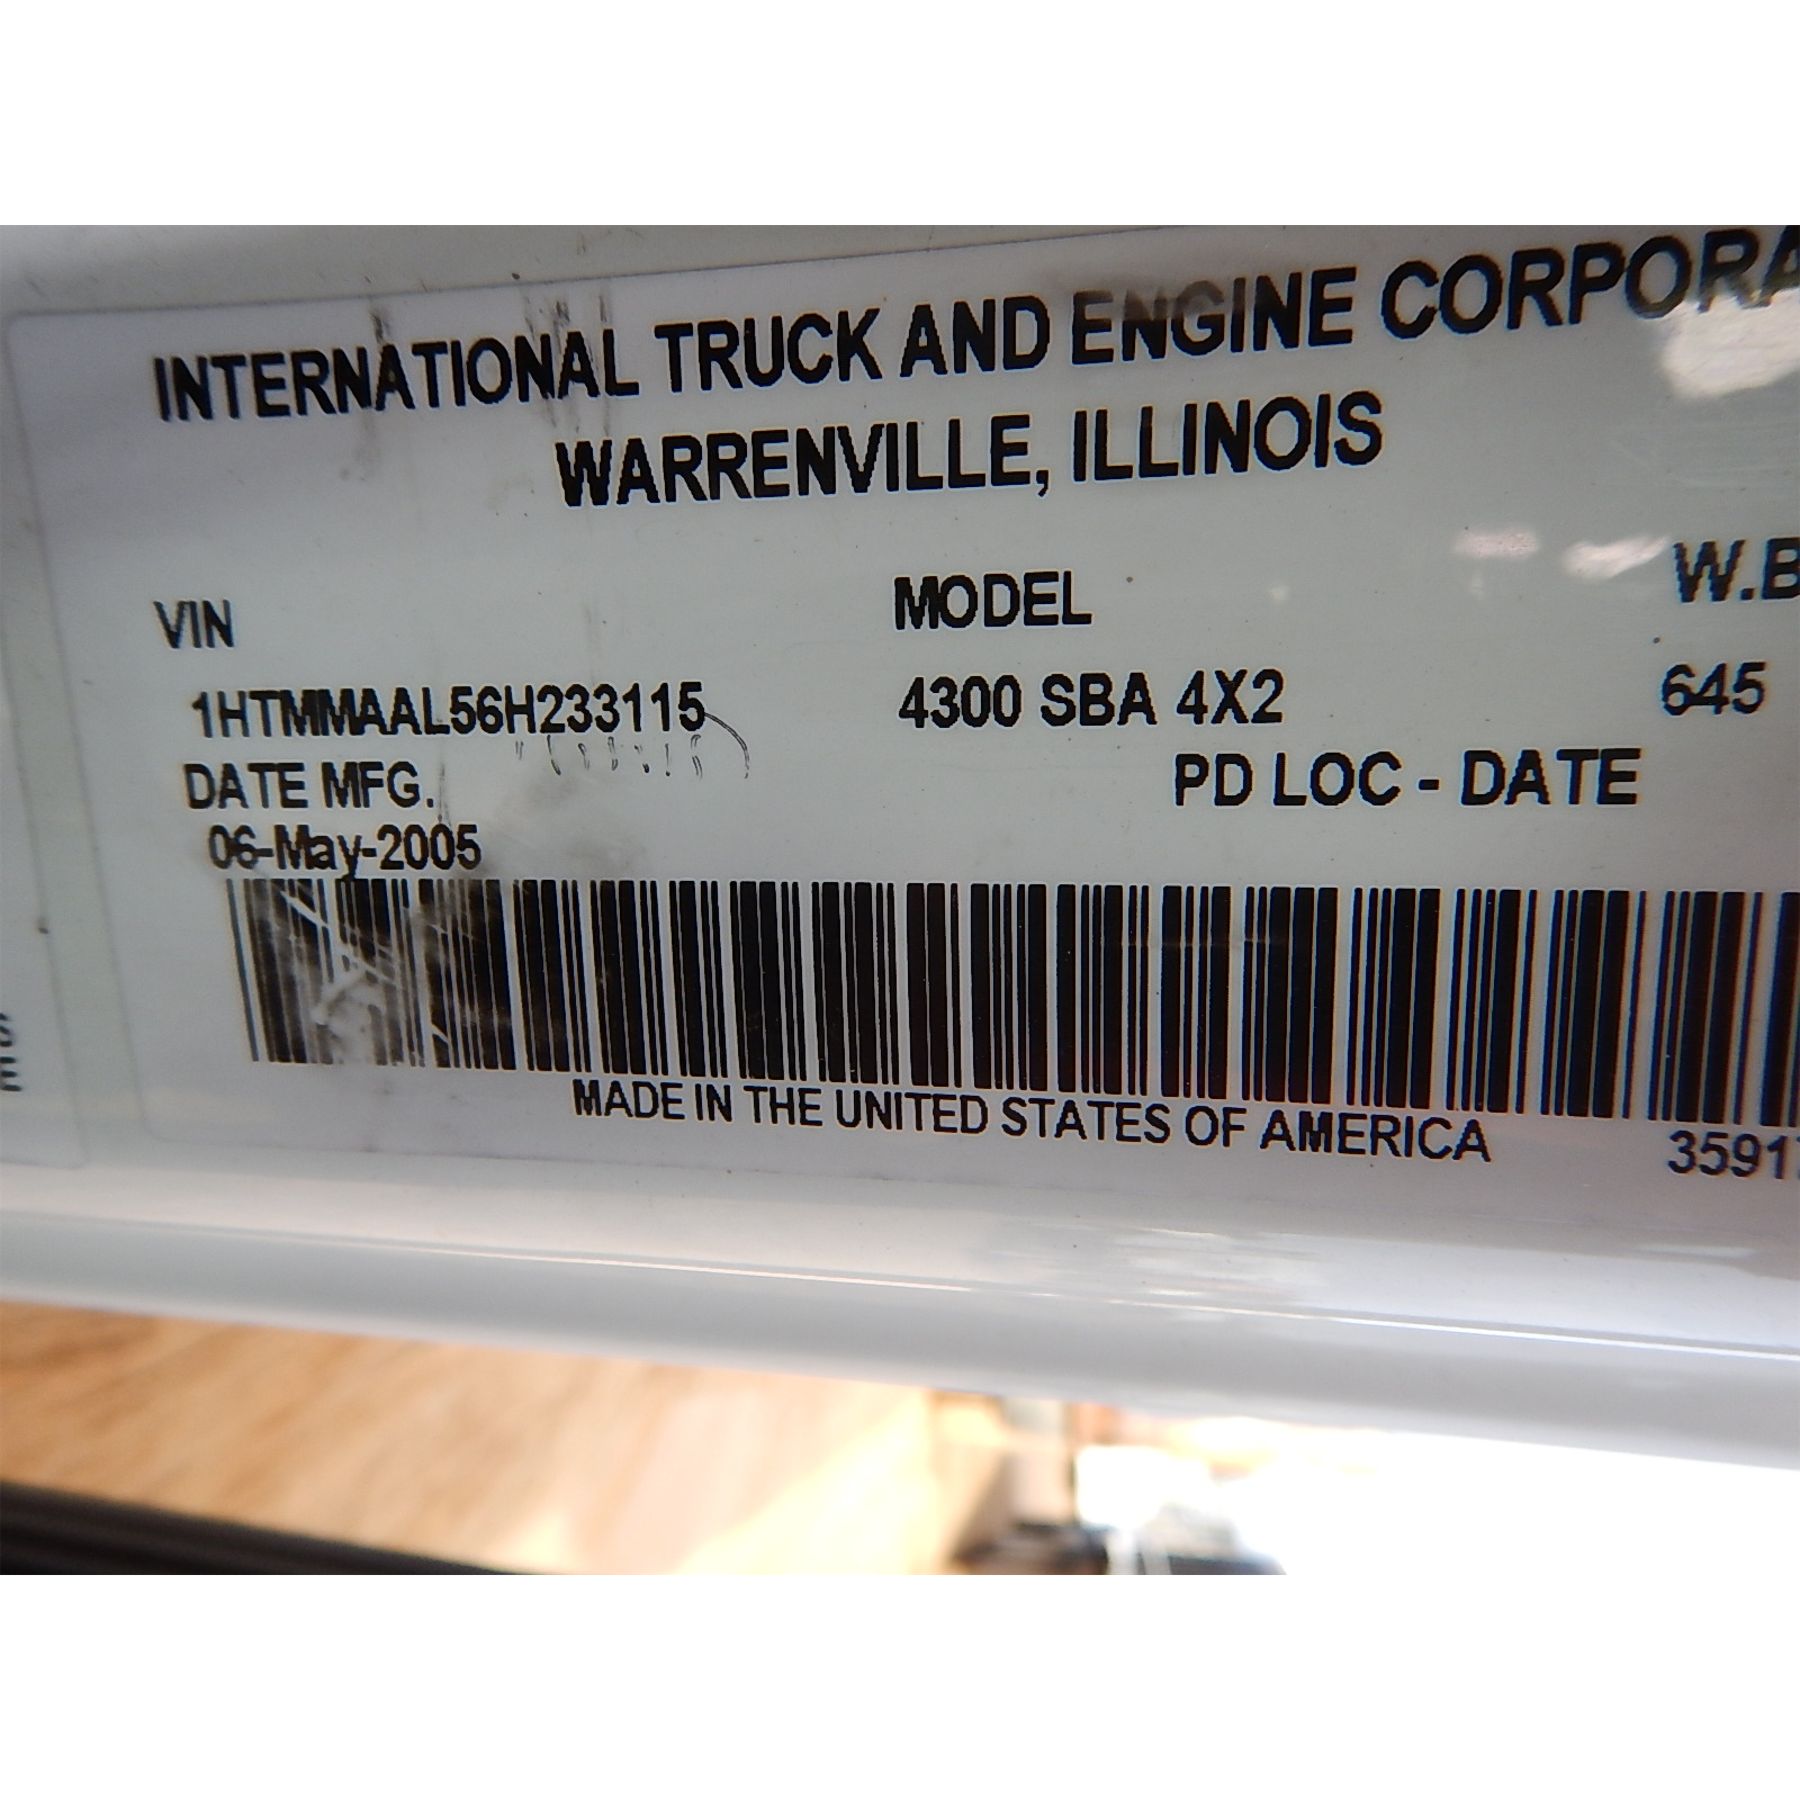 INTERNATIONAL TRUCK AND ENGINE CORPORA
WARRENVILLE, ILLINOIS
VIN MODEL W.B
1HTMMAAL56H233115 4300 SBA 4X2 645
DATE MFG. PD LOC - DATE
06-May-2005
MADE IN THE UNITED STATES OF AMERICA 3591